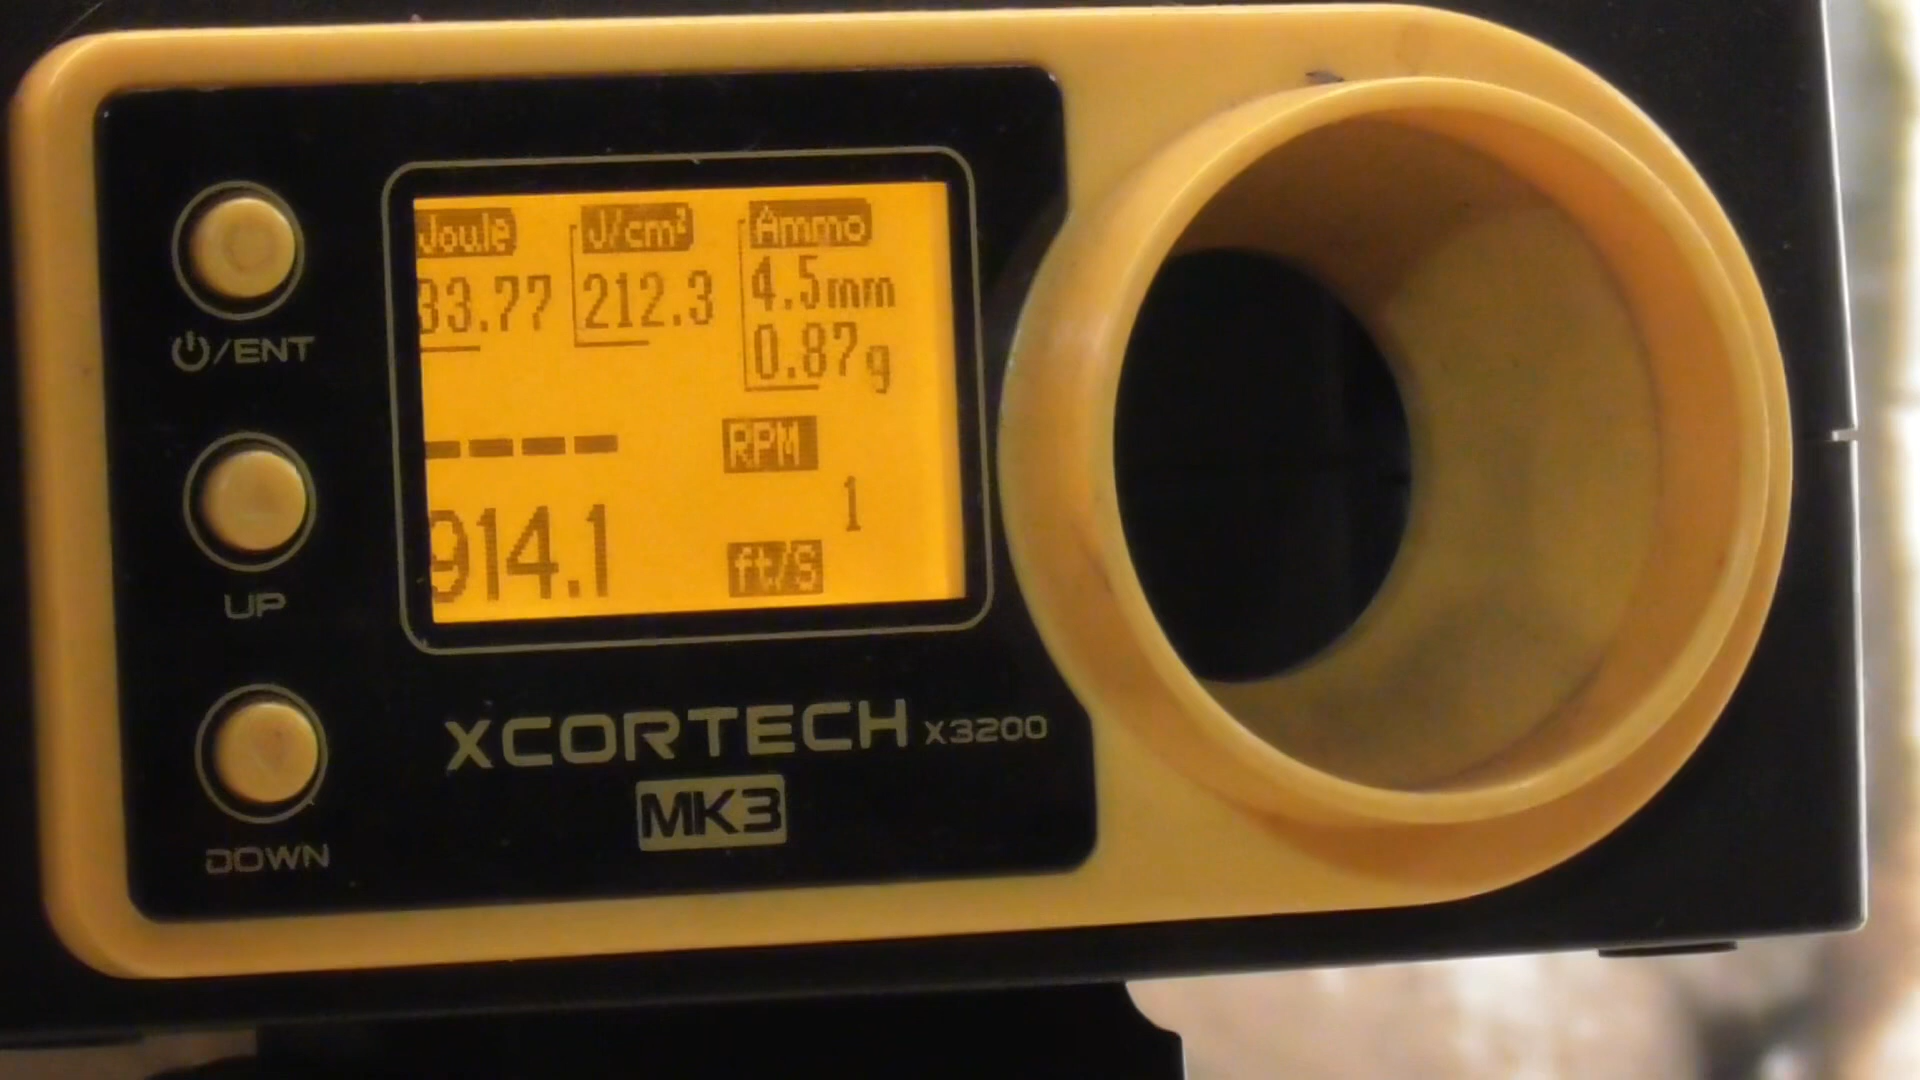 Joule J/cm² Ammo
33.77 212.3 4.5mm
0.87g
---- RPM
1
914.1 ft/s
⏻/ENT
UP
DOWN
XCORTECH X3200
MK3